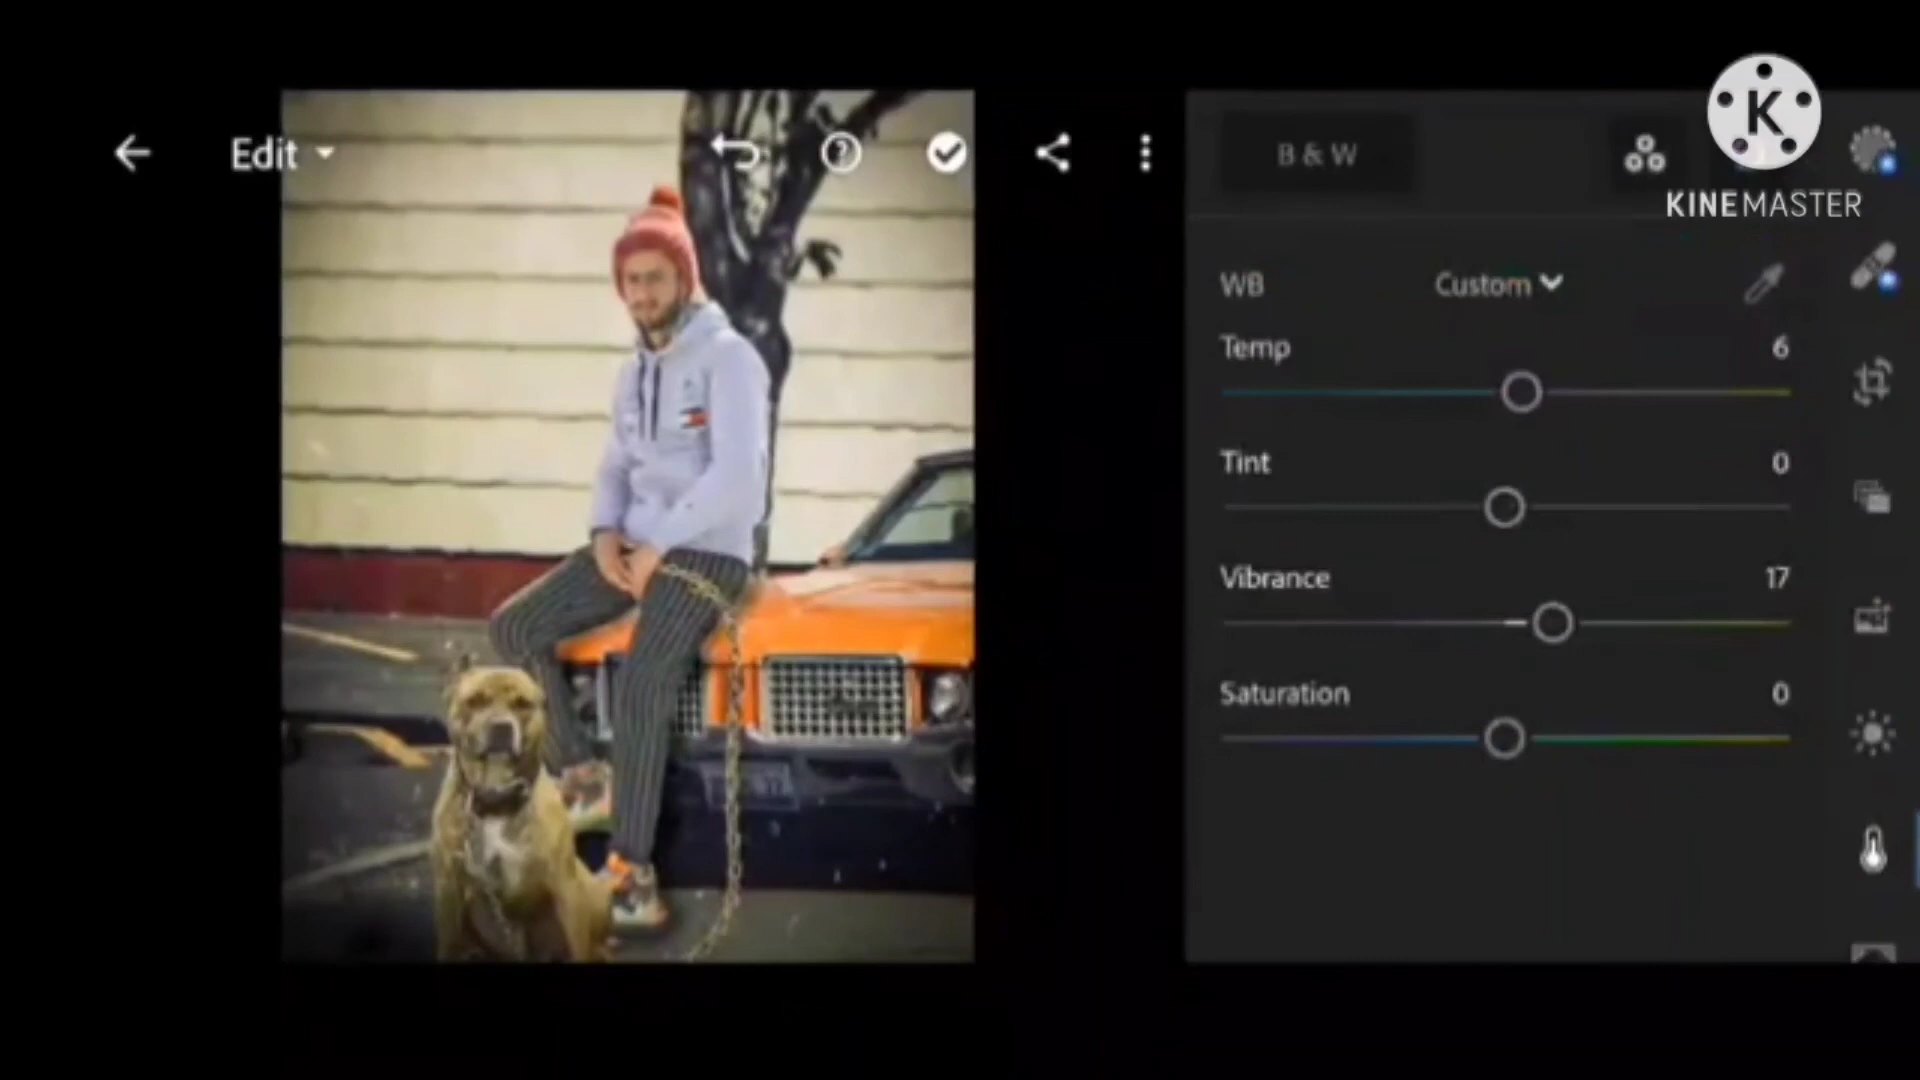 Edit
B & W
KINEMASTER
WB
Custom
Temp
6
Tint
0
Vibrance
17
Saturation
0